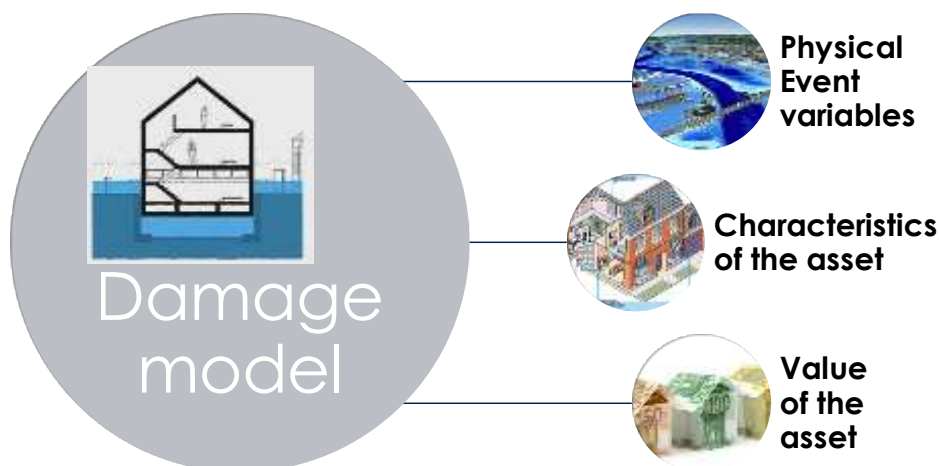 Damage
model
Physical
Event
variables
Characteristics
of the asset
Value
of the
asset